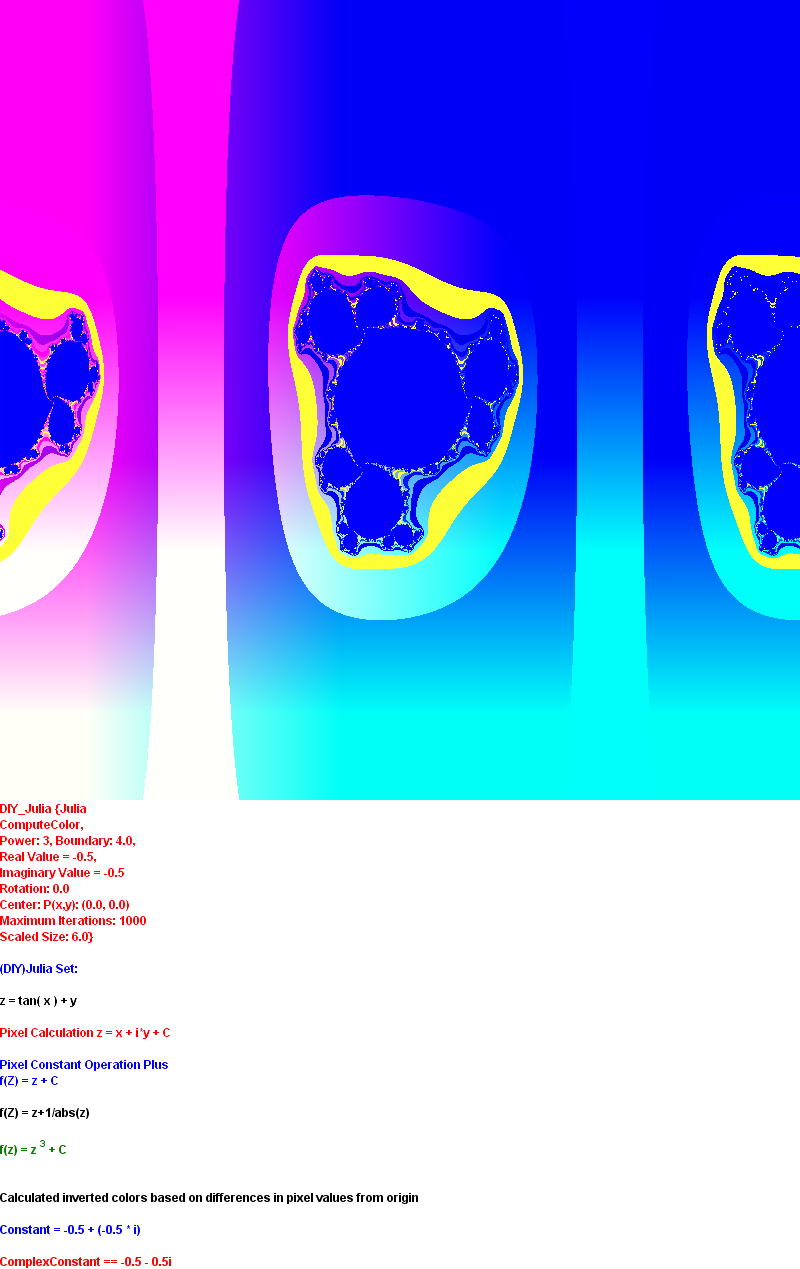 DIY_Julia {Julia
ComputeColor,
Power: 3, Boundary: 4.0,
Real Value = -0.5,
Imaginary Value = -0.5
Rotation: 0.0
Center: P(x,y): (0.0, 0.0)
Maximum Iterations: 1000
Scaled Size: 6.0}
(DIY)Julia Set:
z = tan( x ) + y
Pixel Calculation z = x + i*y + C
Pixel Constant Operation Plus
f(Z) = z + C
f(Z) = z+1/abs(z)
f(z) = z ³ + C
Calculated inverted colors based on differences in pixel values from origin
Constant = -0.5 + (-0.5 * i)
ComplexConstant == -0.5 - 0.5i